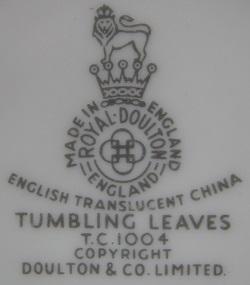 MADE IN ENGLAND
ROYAL·DOULTON
ENGLAND
ENGLISH TRANSLUCENT CHINA
TUMBLING LEAVES
T.C.1004
COPYRIGHT
DOULTON & CO. LIMITED.